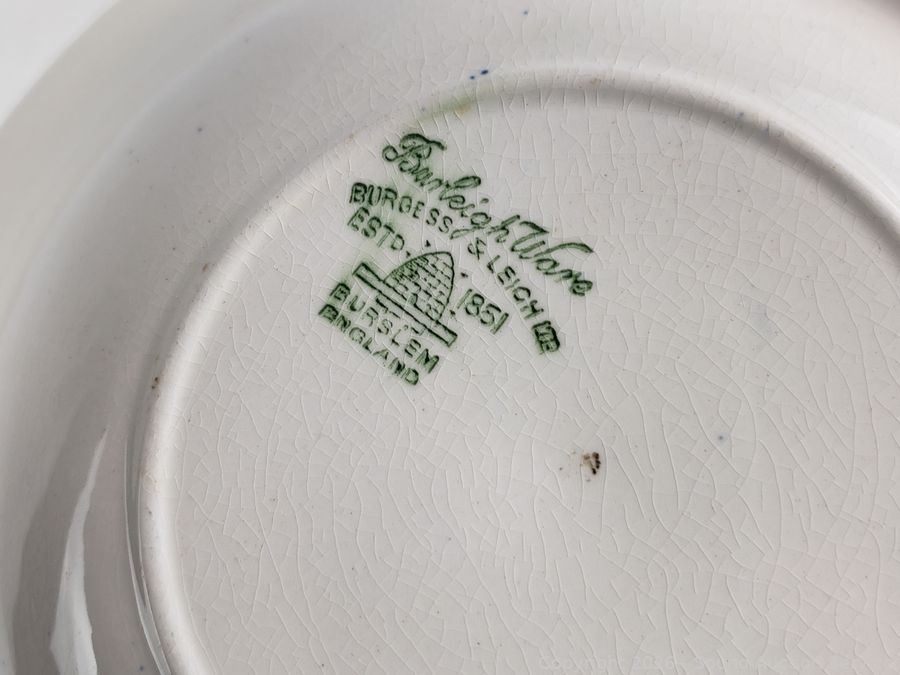 Burleigh Ware
BURGESS & LEIGH LTD
ESTD. 1851
BURSLEM
ENGLAND